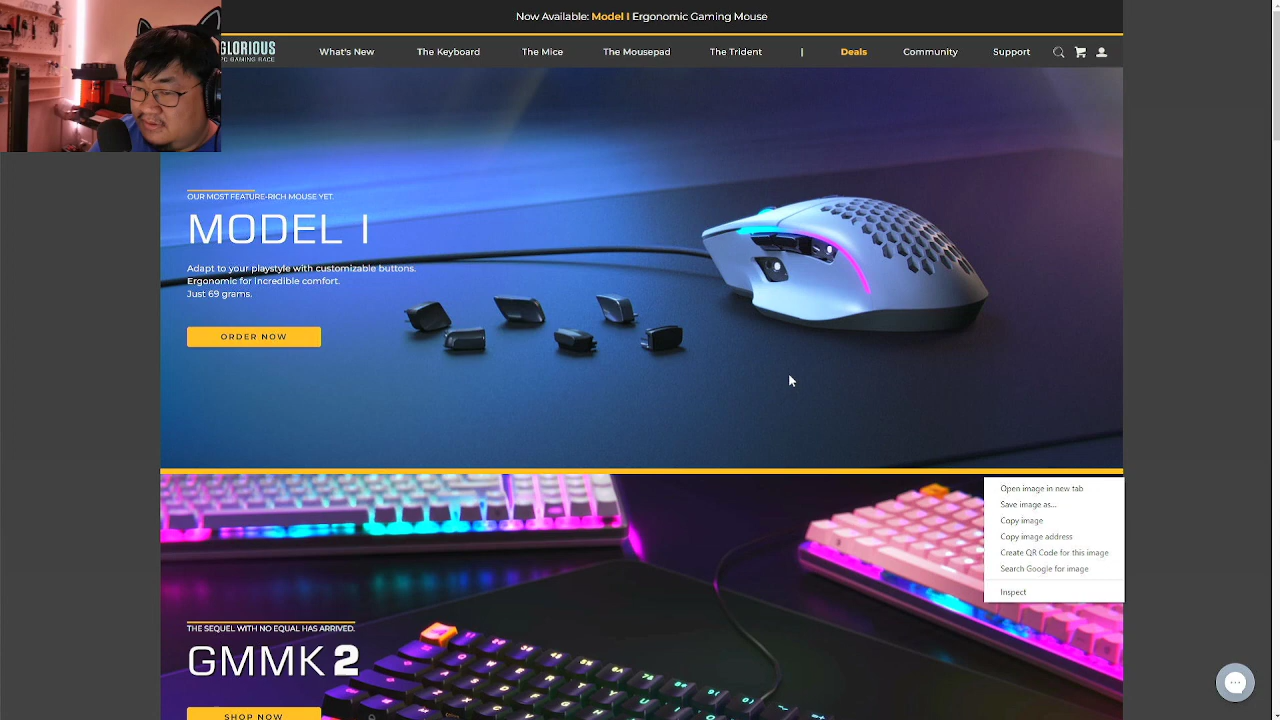 Now Available: Model I Ergonomic Gaming Mouse
GLORIOUS
PC GAMING RACE
What's New
The Keyboard
The Mice
The Mousepad
The Trident
|
Deals
Community
Support
OUR MOST FEATURE-RICH MOUSE YET.
MODEL I
Adapt to your playstyle with customizable buttons.
Ergonomic for incredible comfort.
Just 69 grams.
ORDER NOW
Open image in new tab
Save image as...
Copy image
Copy image address
Create QR Code for this image
Search Google for image
Inspect
THE SEQUEL WITH NO EQUAL HAS ARRIVED.
GMMK 2
SHOP NOW